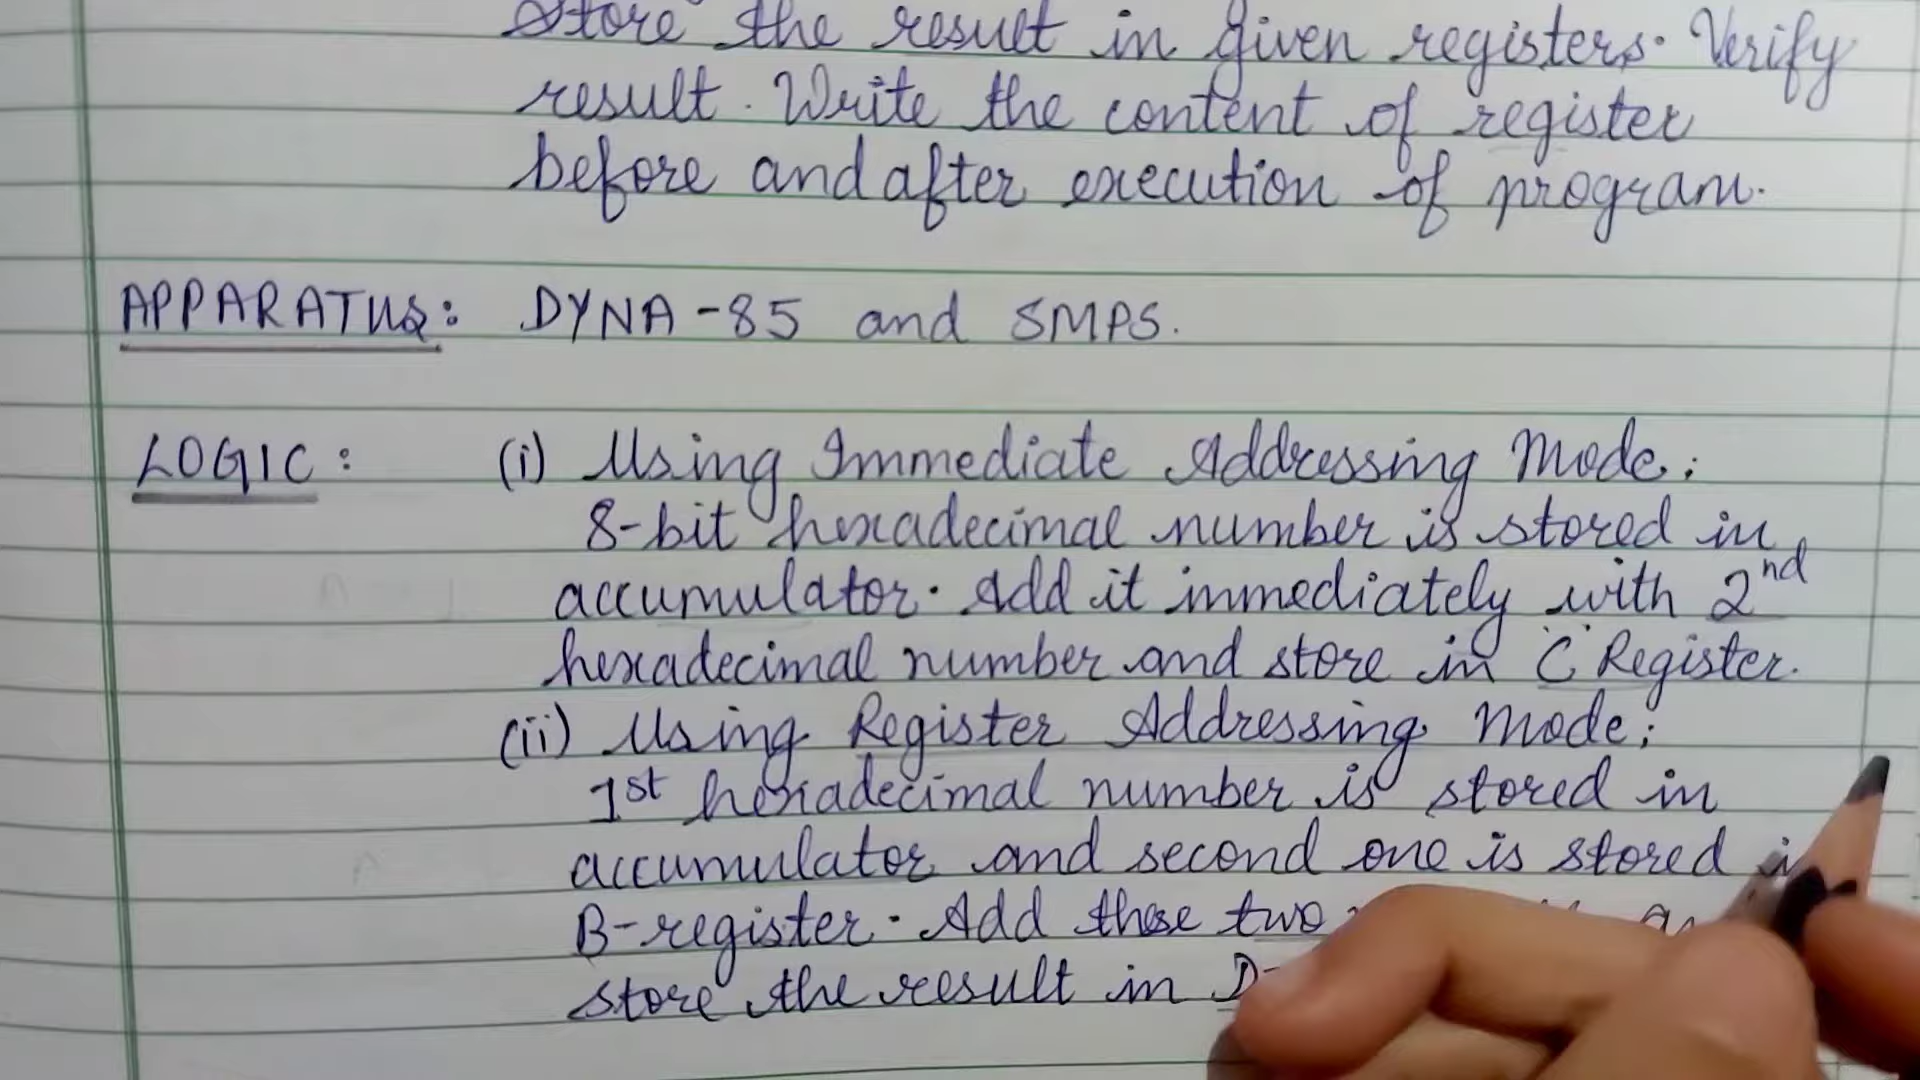 Store the result in given registers. Verify
result. Write the content of register
before and after execution of program.
APPARATUS: DYNA-85 and SMPS.
LOGIC: (i) Using Immediate Addressing Mode:
8-bit hexadecimal number is stored in
accumulator. Add it immediately with 2nd
hexadecimal number and store in 'C' Register.
(ii) Using Register Addressing Mode:
1st hexadecimal number is stored in
accumulator and second one is stored
B-register. Add these two
store the result in D-